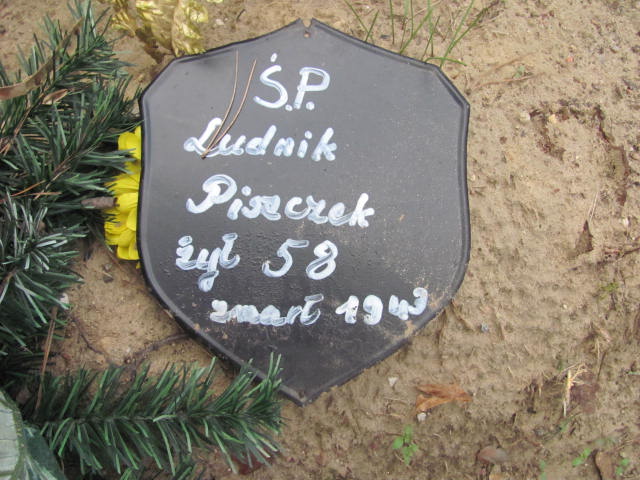 Ś.P.
Ludnik
Piszczek
żył 58
zmarł 1943